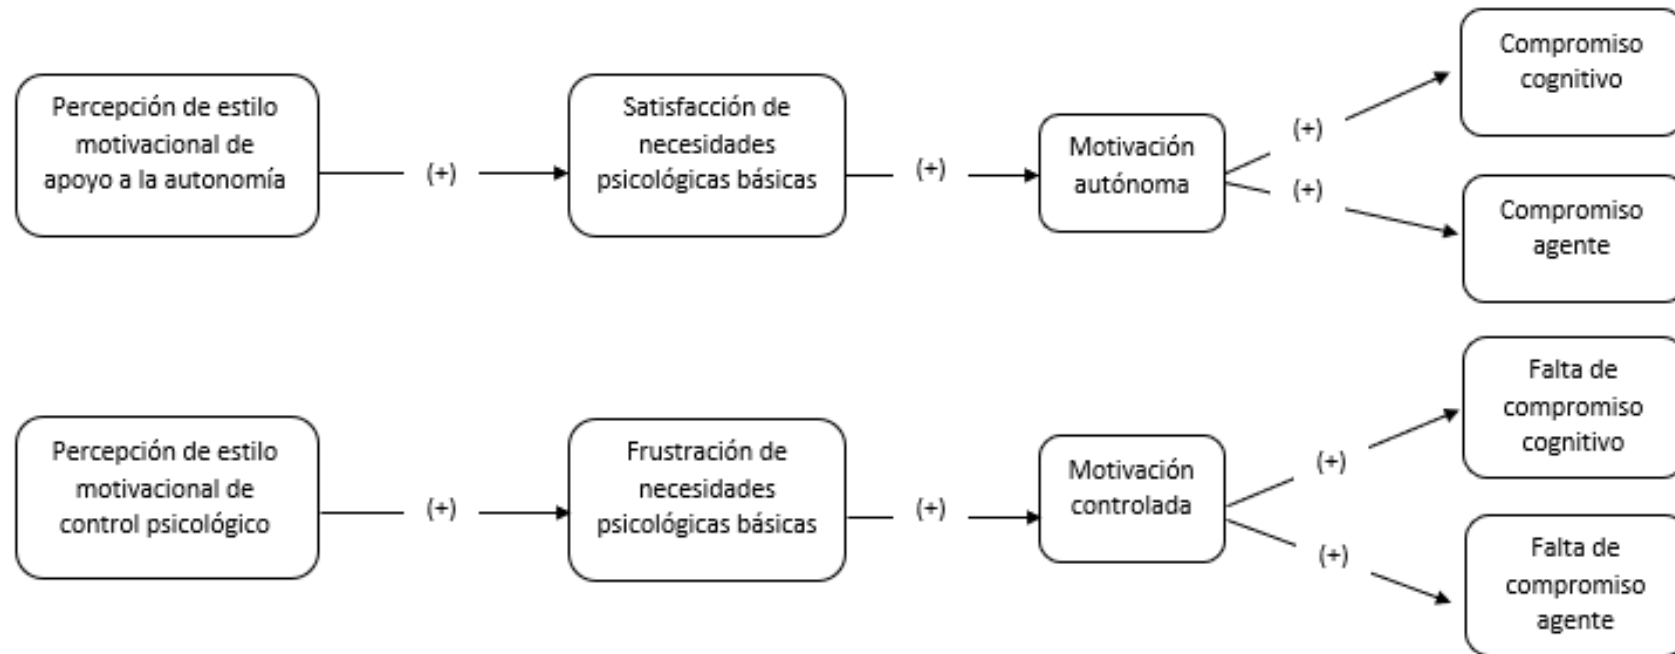 Percepción de estilo
motivacional de
apoyo a la autonomía
(+)
Satisfacción de
necesidades
psicológicas básicas
(+)
Motivación
autónoma
(+)
(+)
Compromiso
cognitivo
Compromiso
agente
Percepción de estilo
motivacional de
control psicológico
(+)
Frustración de
necesidades
psicológicas básicas
(+)
Motivación
controlada
(+)
(+)
Falta de
compromiso
cognitivo
Falta de
compromiso
agente